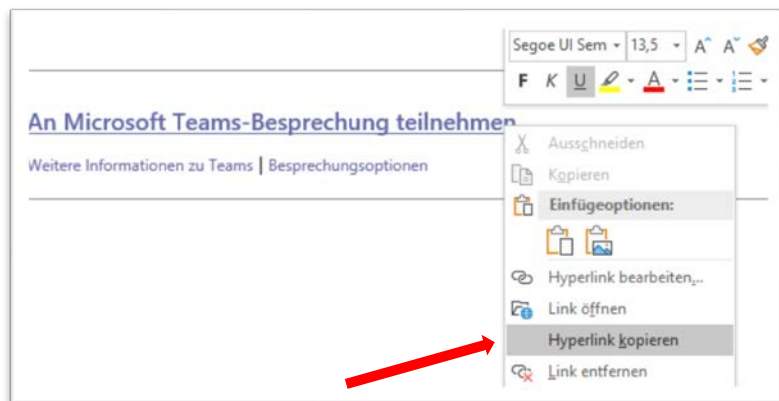 Segoe UI Sem 13,5 A^ Aˇ
F K U A
An Microsoft Teams-Besprechung teilnehmen
Weitere Informationen zu Teams | Besprechungsoptionen
Ausschneiden
Kopieren
Einfügeoptionen:
Hyperlink bearbeiten...
Link öffnen
Hyperlink kopieren
Link entfernen